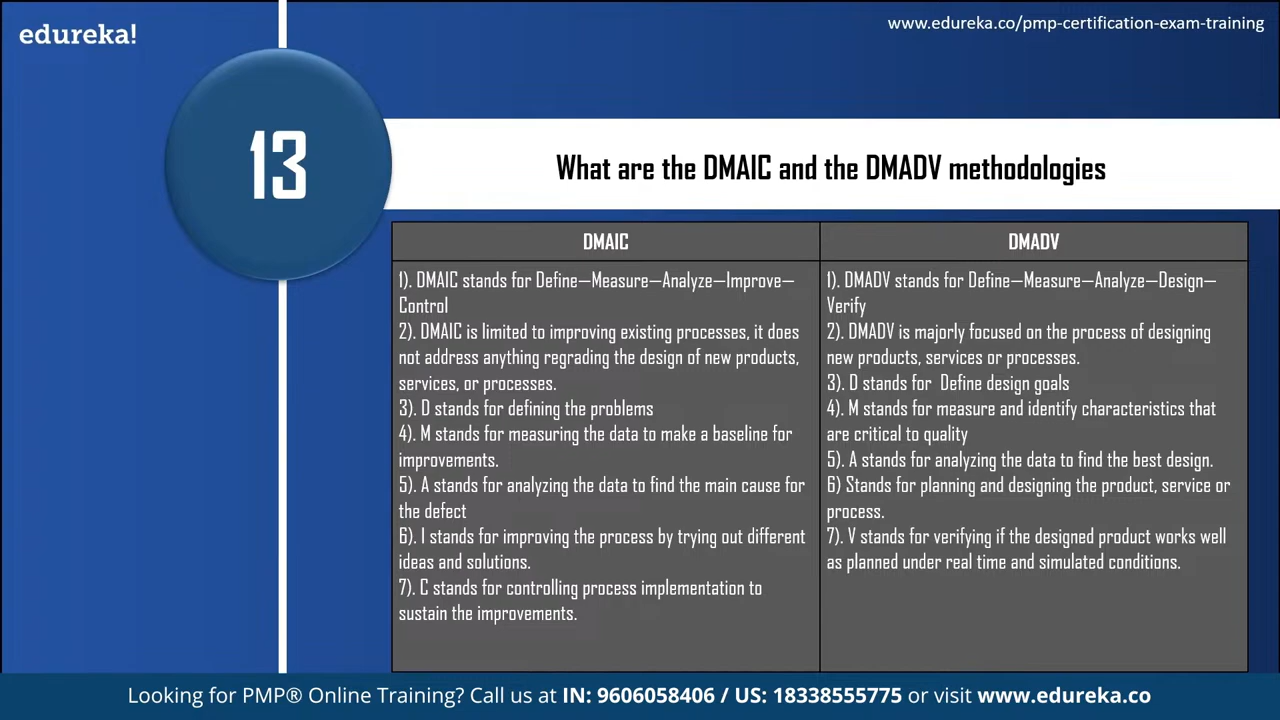 edureka!
www.edureka.co/pmp-certification-exam-training
13
What are the DMAIC and the DMADV methodologies
DMAIC
1). DMAIC stands for Define—Measure—Analyze—Improve—
Control
2). DMAIC is limited to improving existing processes, it does
not address anything regrading the design of new products,
services, or processes.
3). D stands for defining the problems
4). M stands for measuring the data to make a baseline for
improvements.
5). A stands for analyzing the data to find the main cause for
the defect
6). I stands for improving the process by trying out different
ideas and solutions.
7). C stands for controlling process implementation to
sustain the improvements.
DMADV
1). DMADV stands for Define—Measure—Analyze—Design—
Verify
2). DMADV is majorly focused on the process of designing
new products, services or processes.
3). D stands for  Define design goals
4). M stands for measure and identify characteristics that
are critical to quality
5). A stands for analyzing the data to find the best design.
6) Stands for planning and designing the product, service or
process.
7). V stands for verifying if the designed product works well
as planned under real time and simulated conditions.
Looking for PMP® Online Training? Call us at IN: 9606058406 / US: 18338555775 or visit www.edureka.co